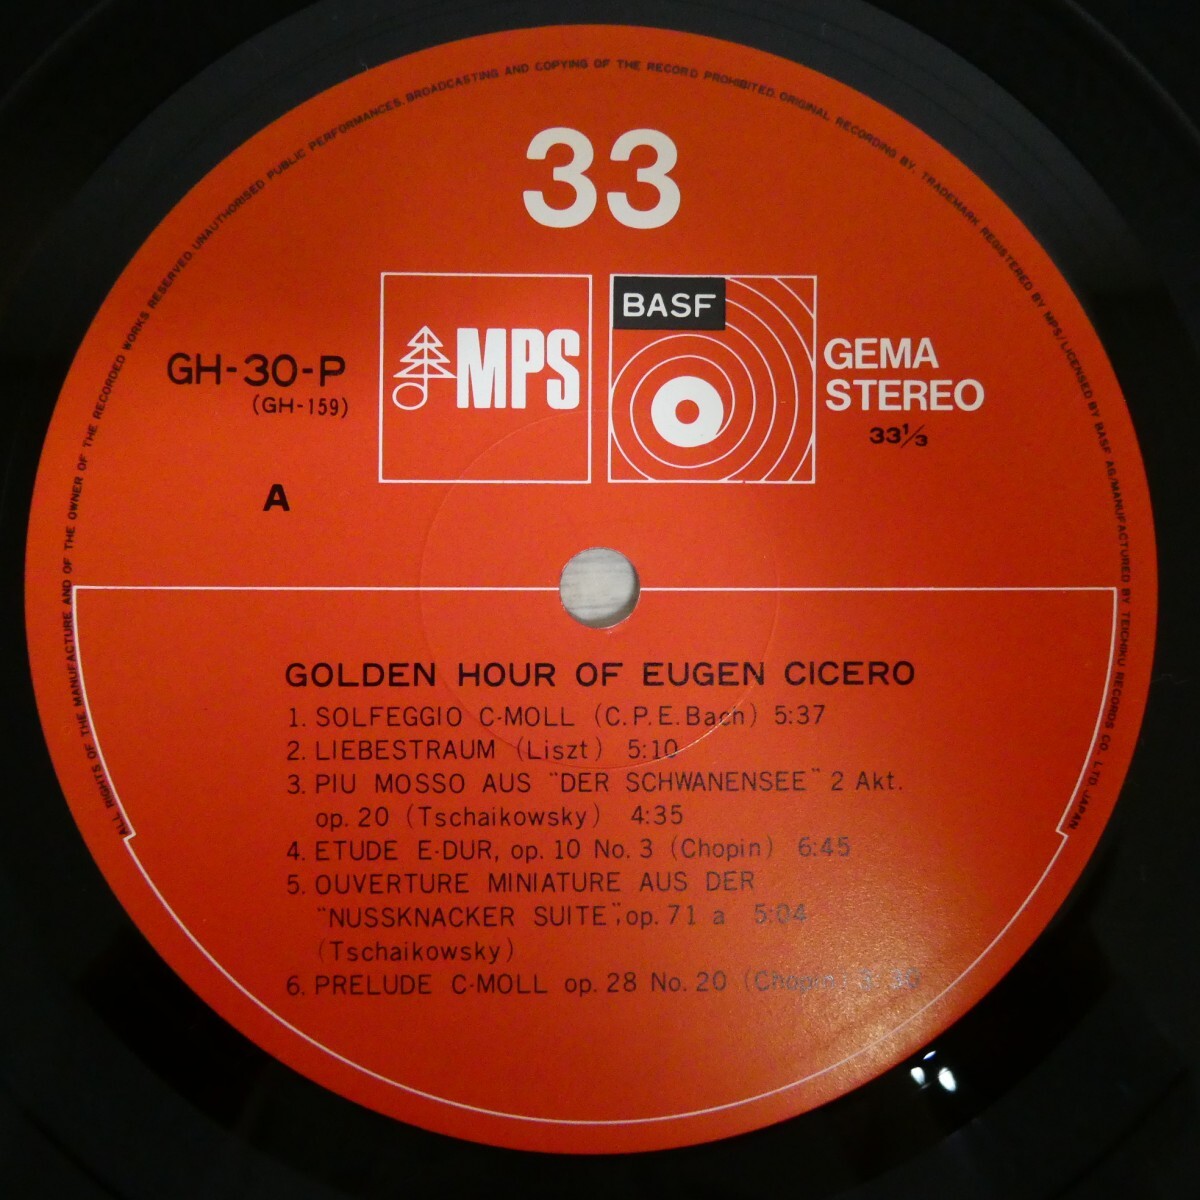 ALL RIGHTS OF THE MANUFACTURE AND OF THE OWNER OF THE RECORDED WORKS RESERVED. UNAUTHORISED PUBLIC PERFORMANCES, BROADCASTING AND COPYING OF THE RECORD PROHIBITED. ORIGINAL RECORDING BY, TRADEMARK REGISTERED BY MPS/LICENSED BY BASF AG/MANUFACTURED BY TEICHIKU RECORDS CO., LTD JAPAN
33
MPS
BASF
GEMA
STEREO
33⅓
GH-30-P
(GH-159)
A
GOLDEN HOUR OF EUGEN CICERO
1. SOLFEGGIO C-MOLL (C.P.E. Bach) 5:37
2. LIEBESTRAUM (Liszt) 5:10
3. PIU MOSSO AUS "DER SCHWANENSEE" 2 Akt.
op. 20 (Tschaikowsky) 4:35
4. ETUDE E-DUR, op. 10 No. 3 (Chopin) 6:45
5. OUVERTURE MINIATURE AUS DER
"NUSSKNACKER SUITE", op. 71 a 5:04
(Tschaikowsky)
6. PRELUDE C-MOLL op. 28 No. 20 (Chopin)